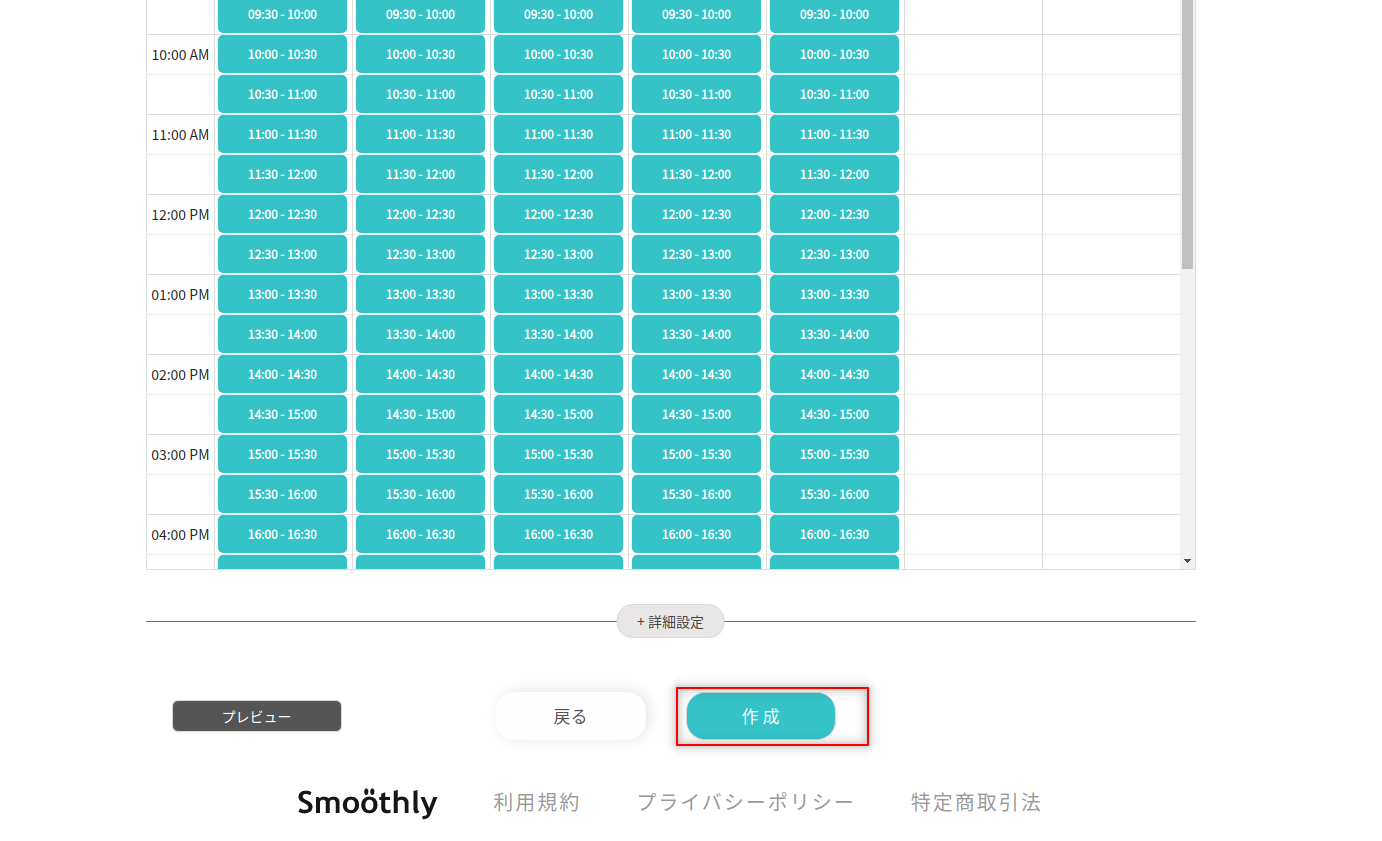 09:30 - 10:00 09:30 - 10:00 09:30 - 10:00 09:30 - 10:00 09:30 - 10:00
10:00 AM 10:00 - 10:30 10:00 - 10:30 10:00 - 10:30 10:00 - 10:30 10:00 - 10:30
10:30 - 11:00 10:30 - 11:00 10:30 - 11:00 10:30 - 11:00 10:30 - 11:00
11:00 AM 11:00 - 11:30 11:00 - 11:30 11:00 - 11:30 11:00 - 11:30 11:00 - 11:30
11:30 - 12:00 11:30 - 12:00 11:30 - 12:00 11:30 - 12:00 11:30 - 12:00
12:00 PM 12:00 - 12:30 12:00 - 12:30 12:00 - 12:30 12:00 - 12:30 12:00 - 12:30
12:30 - 13:00 12:30 - 13:00 12:30 - 13:00 12:30 - 13:00 12:30 - 13:00
01:00 PM 13:00 - 13:30 13:00 - 13:30 13:00 - 13:30 13:00 - 13:30 13:00 - 13:30
13:30 - 14:00 13:30 - 14:00 13:30 - 14:00 13:30 - 14:00 13:30 - 14:00
02:00 PM 14:00 - 14:30 14:00 - 14:30 14:00 - 14:30 14:00 - 14:30 14:00 - 14:30
14:30 - 15:00 14:30 - 15:00 14:30 - 15:00 14:30 - 15:00 14:30 - 15:00
03:00 PM 15:00 - 15:30 15:00 - 15:30 15:00 - 15:30 15:00 - 15:30 15:00 - 15:30
15:30 - 16:00 15:30 - 16:00 15:30 - 16:00 15:30 - 16:00 15:30 - 16:00
04:00 PM 16:00 - 16:30 16:00 - 16:30 16:00 - 16:30 16:00 - 16:30 16:00 - 16:30
+ 詳細設定
プレビュー 戻る 作成
Smoöthly 利用規約 プライバシーポリシー 特定商取引法